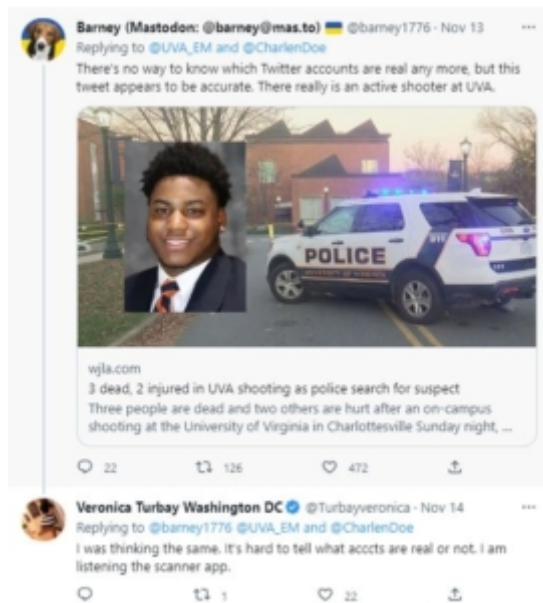 Barney (Mastodon: @barney@mas.to) 🇺🇦 @barney1776 · Nov 13
Replying to @UVA_EM and @CharlenDoe
There's no way to know which Twitter accounts are real any more, but this
tweet appears to be accurate. There really is an active shooter at UVA.
POLICE
UNIVERSITY OF VIRGINIA
wjla.com
3 dead, 2 injured in UVA shooting as police search for suspect
Three people are dead and two others are hurt after an on-campus
shooting at the University of Virginia in Charlottesville Sunday night, ...
22 126 472
Veronica Turbay Washington DC @Turbayveronica · Nov 14
Replying to @barney1776 @UVA_EM and @CharlenDoe
I was thinking the same. It's hard to tell what acccts are real or not. I am
listening the scanner app.
1 22